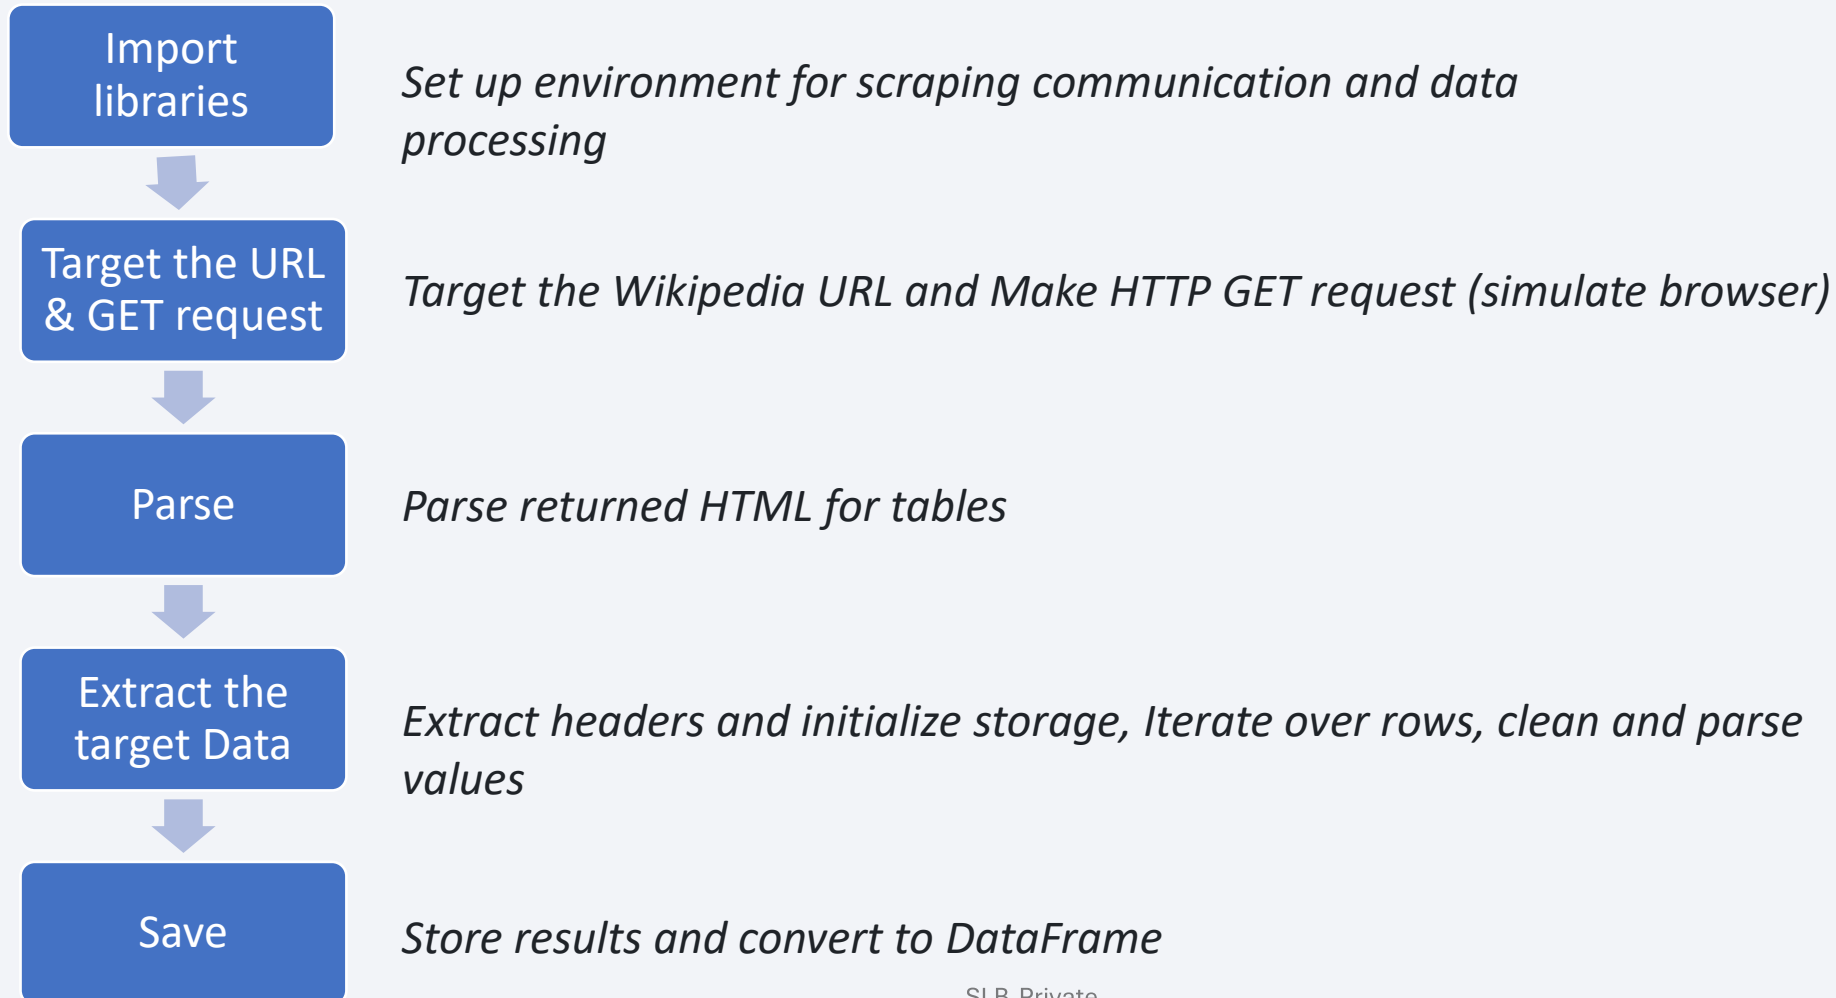 Import
libraries
Set up environment for scraping communication and data
processing
Target the URL
& GET request
Target the Wikipedia URL and Make HTTP GET request (simulate browser)
Parse
Parse returned HTML for tables
Extract the
target Data
Extract headers and initialize storage, Iterate over rows, clean and parse
values
Save
Store results and convert to DataFrame
SLB-Private